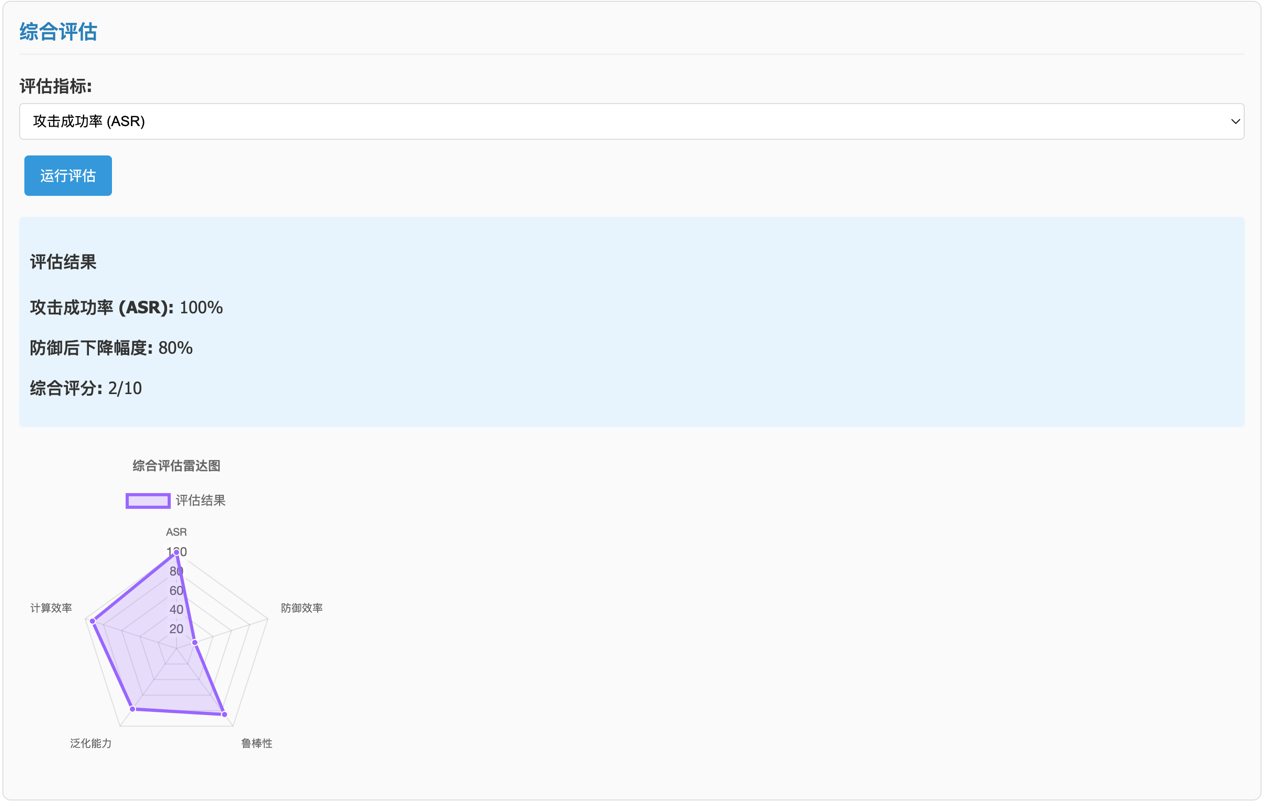 综合评估
评估指标:
攻击成功率 (ASR)
运行评估
评估结果
攻击成功率 (ASR): 100%
防御后下降幅度: 80%
综合评分: 2/10
综合评估雷达图
评估结果
ASR
100
80
60
40
20
计算效率
防御效率
泛化能力
鲁棒性